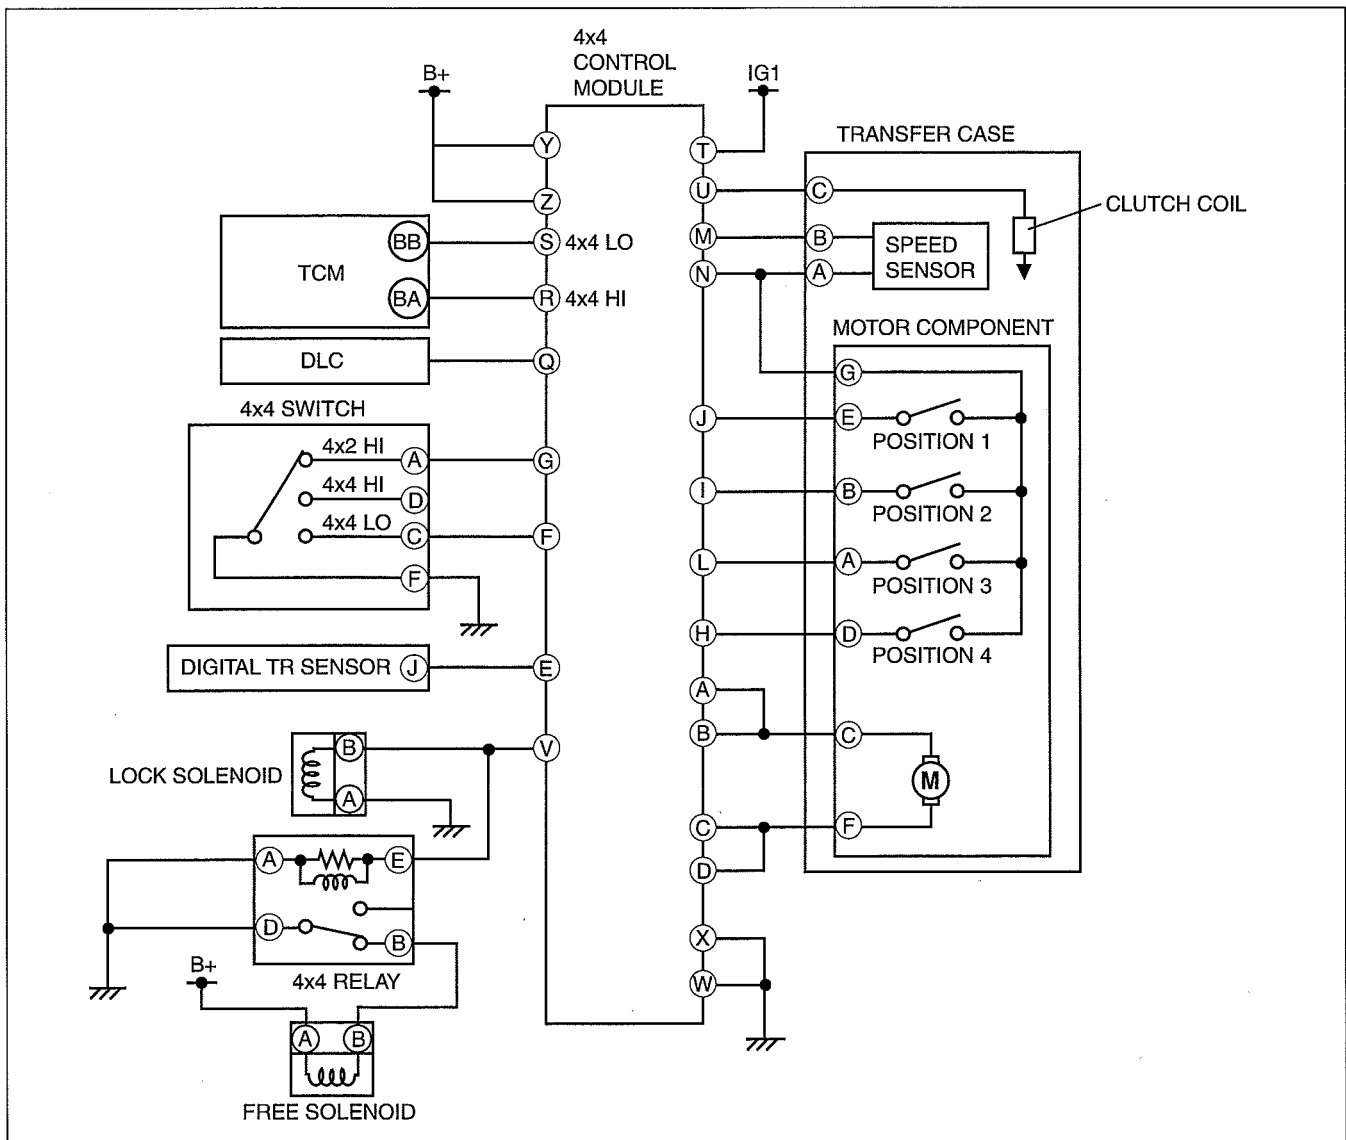 4x4
CONTROL
MODULE
B+
IG1
TRANSFER CASE
Y
T
Z
U
C
CLUTCH COIL
BB
S
4x4 LO
M
B
SPEED
SENSOR
TCM
N
A
BA
R
4x4 HI
MOTOR COMPONENT
DLC
Q
G
4x4 SWITCH
J
E
POSITION 1
4x2 HI
A
G
4x4 HI
D
I
B
POSITION 2
4x4 LO
C
F
F
L
A
POSITION 3
H
D
POSITION 4
DIGITAL TR SENSOR
J
E
A
B
C
LOCK SOLENOID
B
A
V
M
C
F
D
A
E
D
B
4x4 RELAY
X
W
B+
A
B
FREE SOLENOID